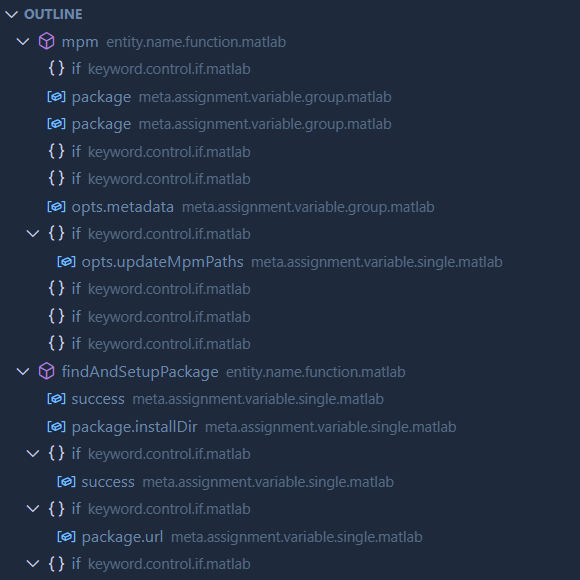 OUTLINE
mpm entity.name.function.matlab
{ } if keyword.control.if.matlab
package meta.assignment.variable.group.matlab
package meta.assignment.variable.group.matlab
{ } if keyword.control.if.matlab
{ } if keyword.control.if.matlab
opts.metadata meta.assignment.variable.group.matlab
{ } if keyword.control.if.matlab
opts.updateMpmPaths meta.assignment.variable.single.matlab
{ } if keyword.control.if.matlab
{ } if keyword.control.if.matlab
{ } if keyword.control.if.matlab
findAndSetupPackage entity.name.function.matlab
success meta.assignment.variable.single.matlab
package.installDir meta.assignment.variable.single.matlab
{ } if keyword.control.if.matlab
success meta.assignment.variable.single.matlab
{ } if keyword.control.if.matlab
package.url meta.assignment.variable.single.matlab
{ } if keyword.control.if.matlab